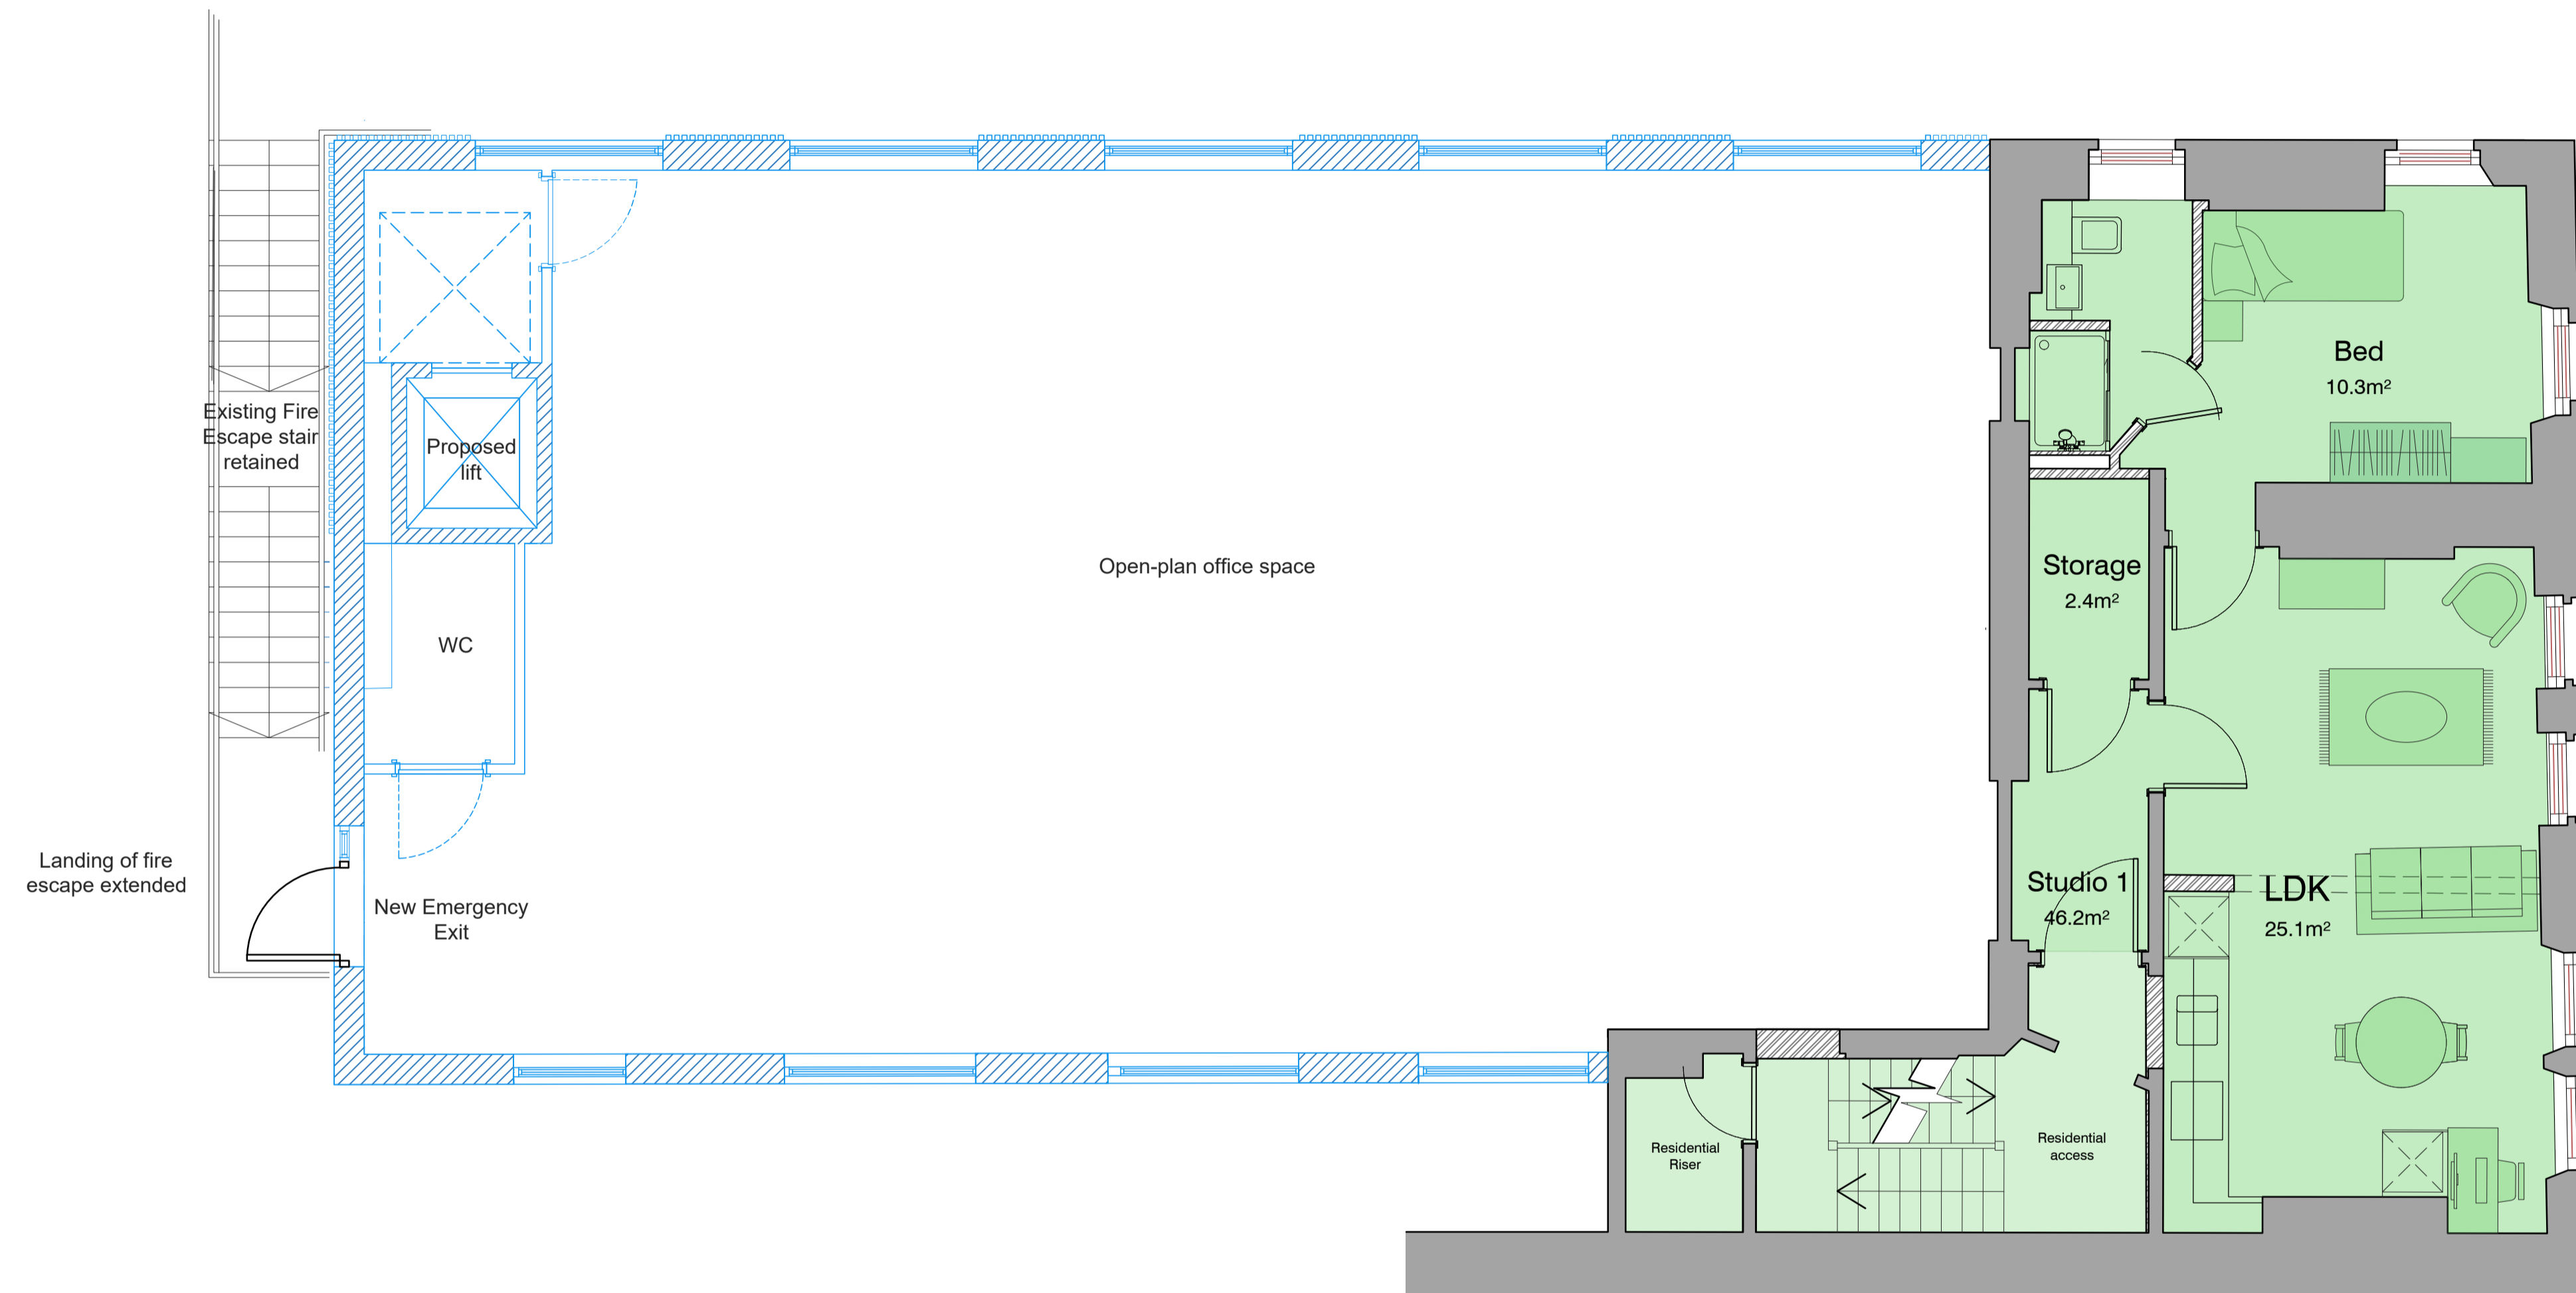 Existing Fire
Escape stair
retained
Proposed
lift
WC
Landing of fire
escape extended
New Emergency
Exit
Open-plan office space
Bed
10.3m²
Storage
2.4m²
Studio 1
46.2m²
LDK
25.1m²
Residential
Riser
Residential
access